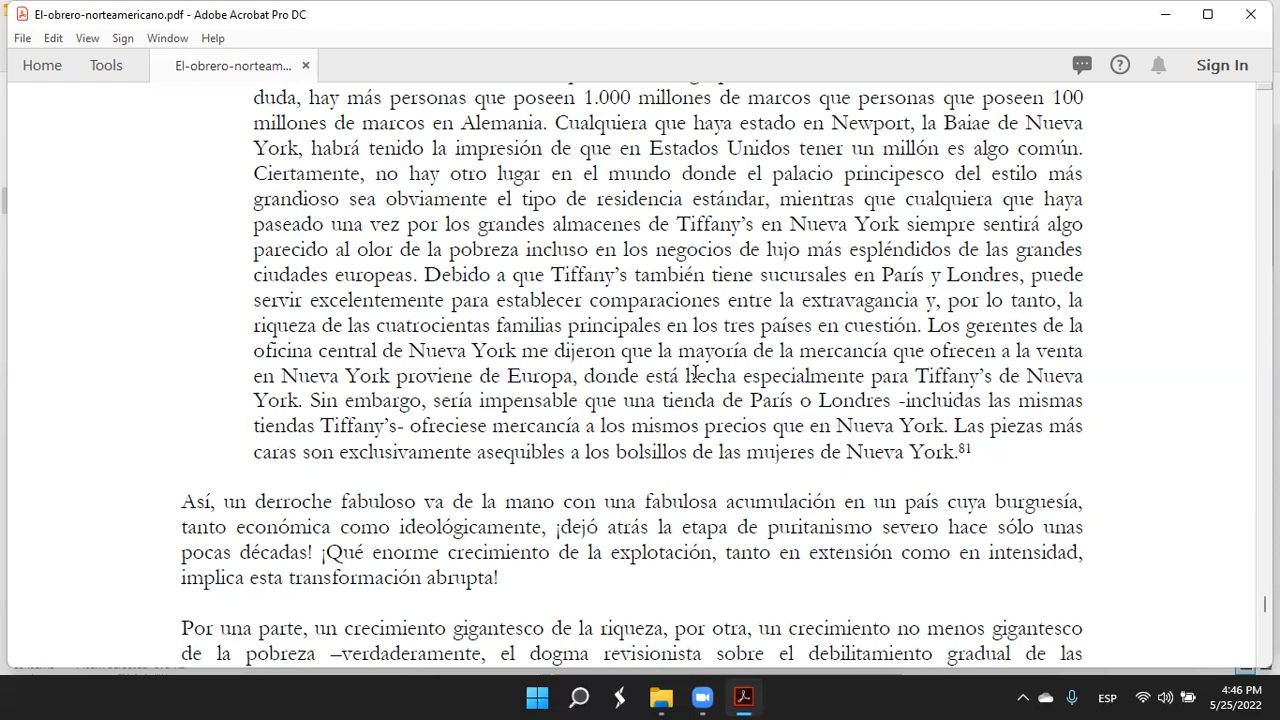 El-obrero-norteamericano.pdf - Adobe Acrobat Pro DC
File Edit View Sign Window Help
Home Tools El-obrero-norteam... × Sign In
duda, hay más personas que poseen 1.000 millones de marcos que personas que poseen 100
millones de marcos en Alemania. Cualquiera que haya estado en Newport, la Baiae de Nueva
York, habrá tenido la impresión de que en Estados Unidos tener un millón es algo común.
Ciertamente, no hay otro lugar en el mundo donde el palacio principesco del estilo más
grandioso sea obviamente el tipo de residencia estándar, mientras que cualquiera que haya
paseado una vez por los grandes almacenes de Tiffany's en Nueva York siempre sentirá algo
parecido al olor de la pobreza incluso en los negocios de lujo más espléndidos de las grandes
ciudades europeas. Debido a que Tiffany's también tiene sucursales en París y Londres, puede
servir excelentemente para establecer comparaciones entre la extravagancia y, por lo tanto, la
riqueza de las cuatrocientas familias principales en los tres países en cuestión. Los gerentes de la
oficina central de Nueva York me dijeron que la mayoría de la mercancía que ofrecen a la venta
en Nueva York proviene de Europa, donde está hecha especialmente para Tiffany's de Nueva
York. Sin embargo, sería impensable que una tienda de París o Londres -incluidas las mismas
tiendas Tiffany's- ofreciese mercancía a los mismos precios que en Nueva York. Las piezas más
caras son exclusivamente asequibles a los bolsillos de las mujeres de Nueva York.81
Así, un derroche fabuloso va de la mano con una fabulosa acumulación en un país cuya burguesía,
tanto económica como ideológicamente, ¡dejó atrás la etapa de puritanismo severo hace sólo unas
pocas décadas! ¡Qué enorme crecimiento de la explotación, tanto en extensión como en intensidad,
implica esta transformación abrupta!
Por una parte, un crecimiento gigantesco de la riqueza, por otra, un crecimiento no menos gigantesco
de la pobreza –verdaderamente, el dogma revisionista sobre el debilitamiento gradual de las
ESP
4:46 PM
5/25/2022